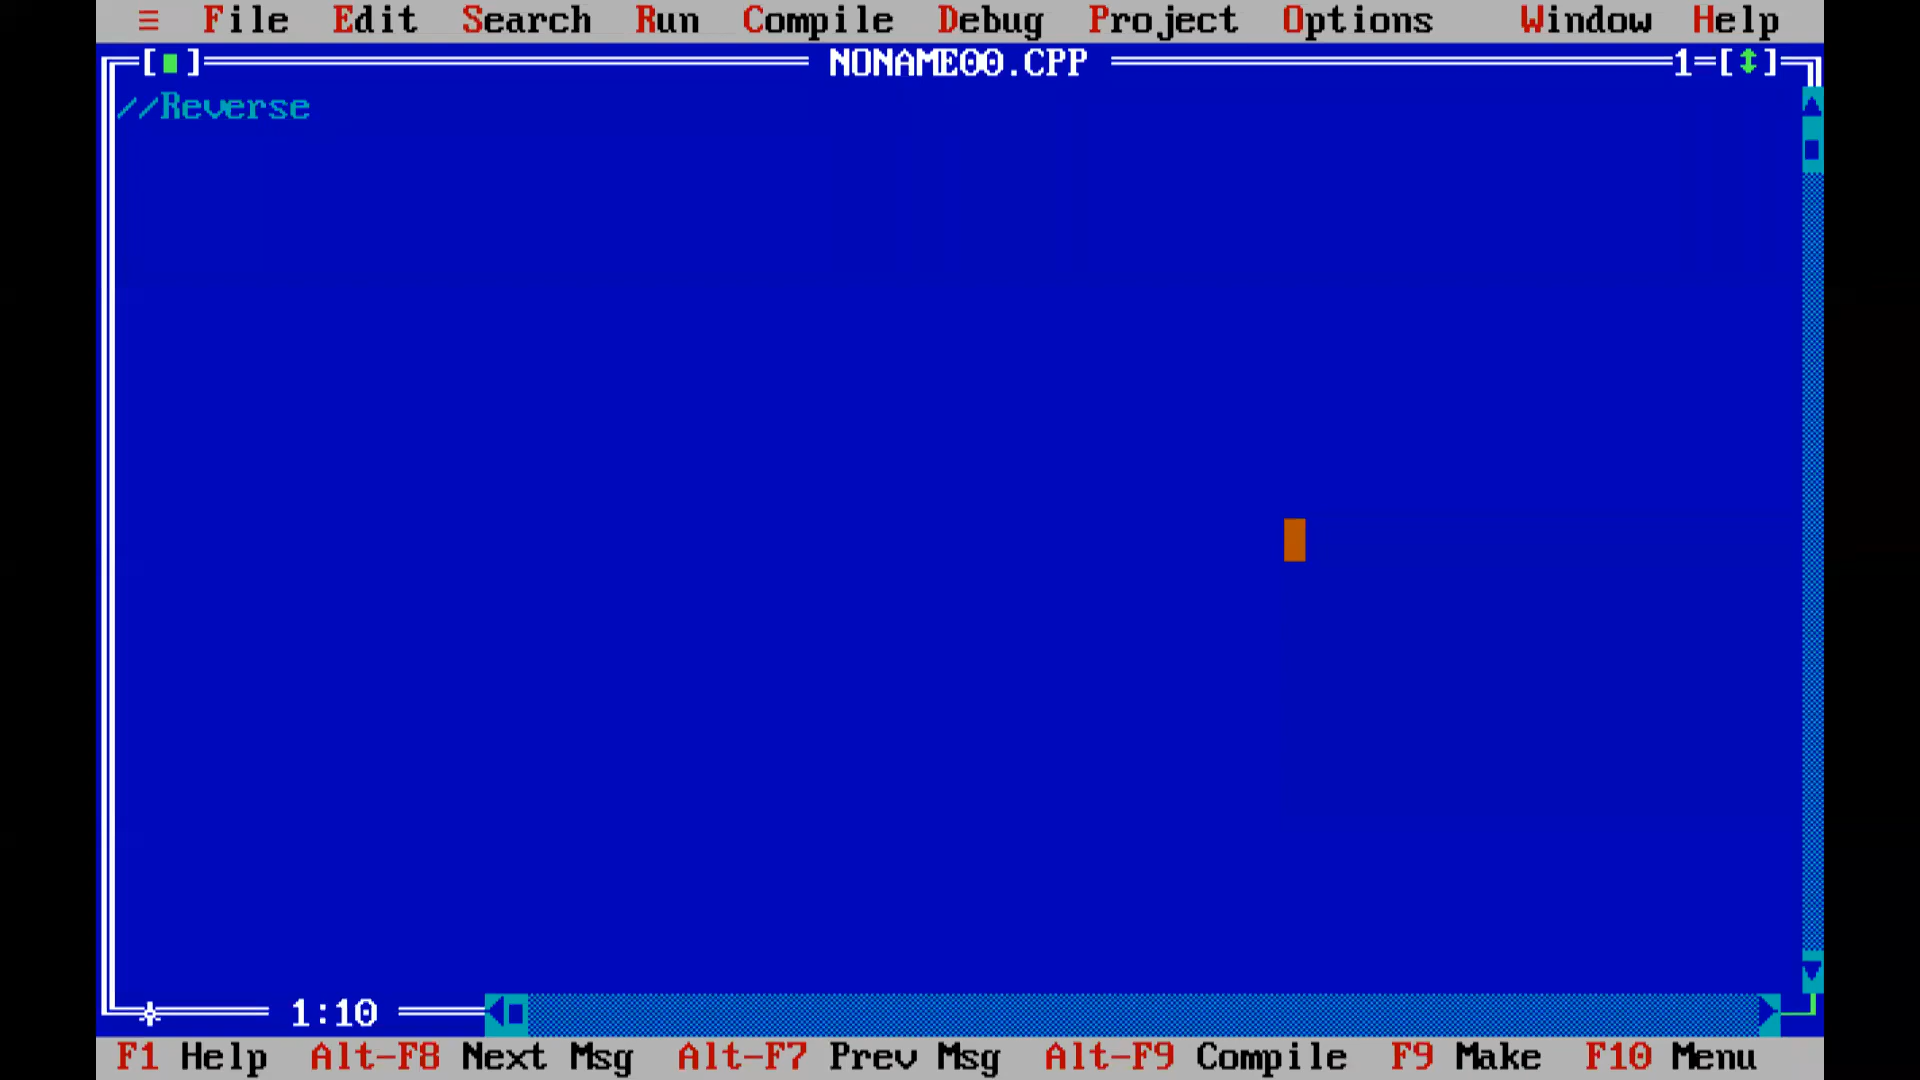 ≡ File Edit Search Run Compile Debug Project Options Window Help
[■] NONAME00.CPP 1=[↕]
//Reverse
1:10
F1 Help Alt-F8 Next Msg Alt-F7 Prev Msg Alt-F9 Compile F9 Make F10 Menu